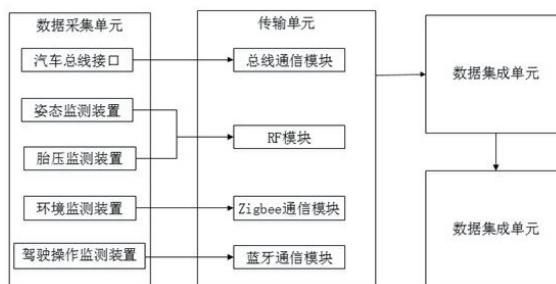 数据采集单元
汽车总线接口
姿态监测装置
胎压监测装置
环境监测装置
驾驶操作监测装置
传输单元
总线通信模块
RF模块
Zigbee通信模块
蓝牙通信模块
数据集成单元
数据集成单元